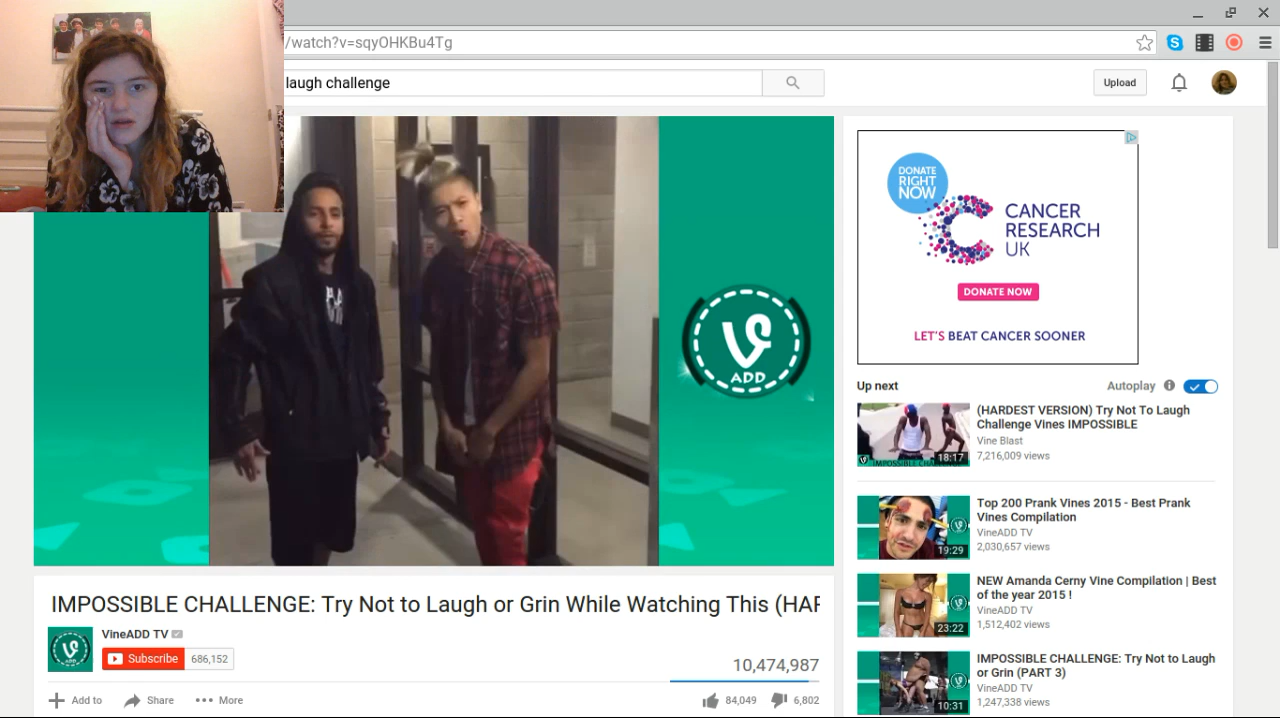 /watch?v=sqyOHKBu4Tg
laugh challenge
Upload
ADD
DONATE
RIGHT
NOW
CANCER
RESEARCH
UK
DONATE NOW
LET'S BEAT CANCER SOONER
Up next
Autoplay
(HARDEST VERSION) Try Not To Laugh
Challenge Vines IMPOSSIBLE
Vine Blast
7,216,009 views
18:17
IMPOSSIBLE CHALLENGE
Top 200 Prank Vines 2015 - Best Prank
Vines Compilation
VineADD TV
2,030,657 views
19:29
NEW Amanda Cerny Vine Compilation | Best
of the year 2015 !
VineADD TV
1,512,402 views
23:22
IMPOSSIBLE CHALLENGE: Try Not to Laugh
or Grin (PART 3)
VineADD TV
1,247,338 views
10:31
IMPOSSIBLE CHALLENGE: Try Not to Laugh or Grin While Watching This (HAR
VineADD TV
Subscribe 686,152
10,474,987
Add to Share More
84,049 6,802